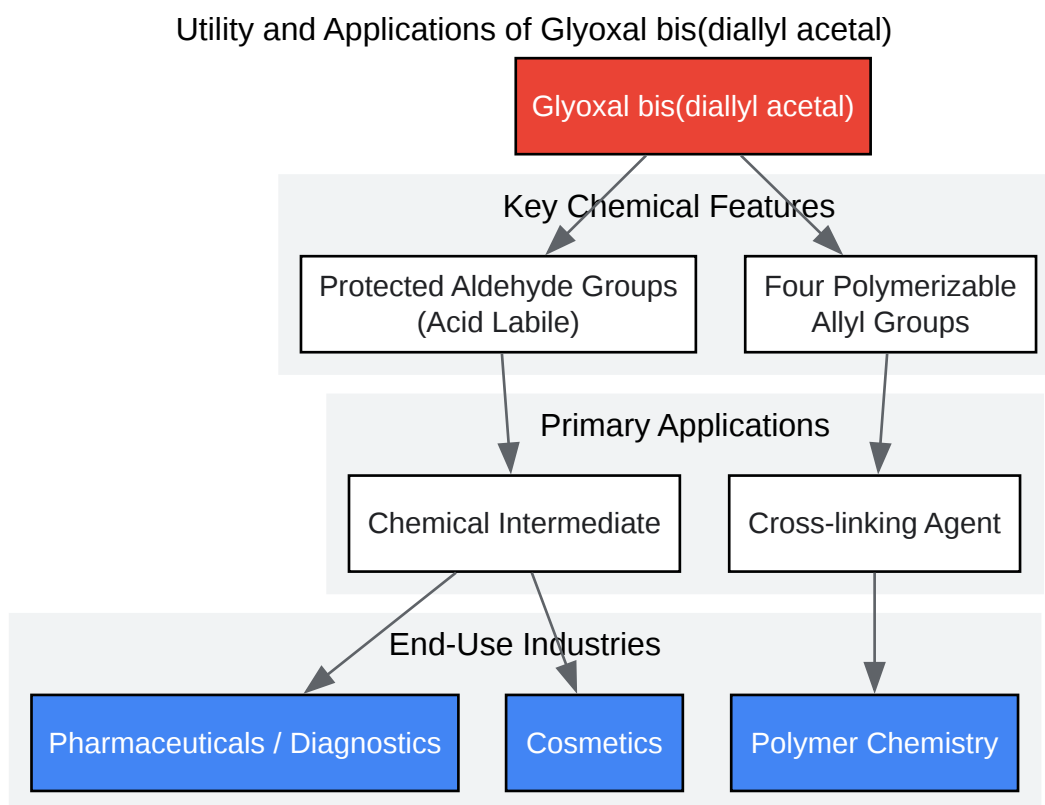 Utility and Applications of Glyoxal bis(diallyl acetal)
Glyoxal bis(diallyl acetal)
Key Chemical Features
Protected Aldehyde Groups
(Acid Labile)
Four Polymerizable
Allyl Groups
Primary Applications
Chemical Intermediate
Cross-linking Agent
End-Use Industries
Pharmaceuticals / Diagnostics
Cosmetics
Polymer Chemistry